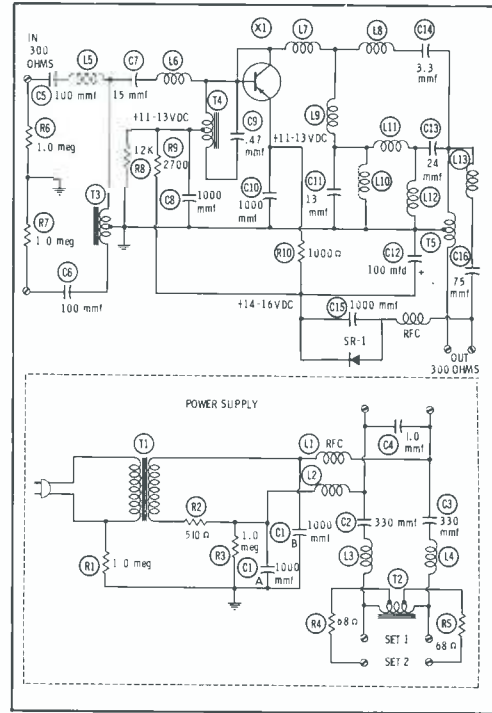 IN
300
OHMS
L5
C7
L6
X1
L7
L8
C14
C5
100 mmf
15 mmf
3.3
mmf
T4
R6
1.0 meg
+11-13VDC
C9
.47
mmf
L9
+11-13VDC
L11
C13
24
mmf
L13
12K
R8
R9
2700
C8
1000
mmf
C10
1000
mmf
C11
13
mmf
L10
L12
T3
R7
1.0 meg
T5
C16
75
mmf
R10
1000Ω
C12
100 mfd
+
C6
100 mmf
+14-16VDC
C15
1000 mmf
SR-1
RFC
OUT
300 OHMS
POWER SUPPLY
T1
L1
RFC
C4
1.0
mmf
L2
R2
510Ω
C2
330 mmf
C3
330
mmf
R1
1.0 meg
R3
1.0
meg
C1
B
1000
mmf
C1
A
1000
mmf
L3
L4
T2
R4
68Ω
R5
68Ω
SET 1
SET 2